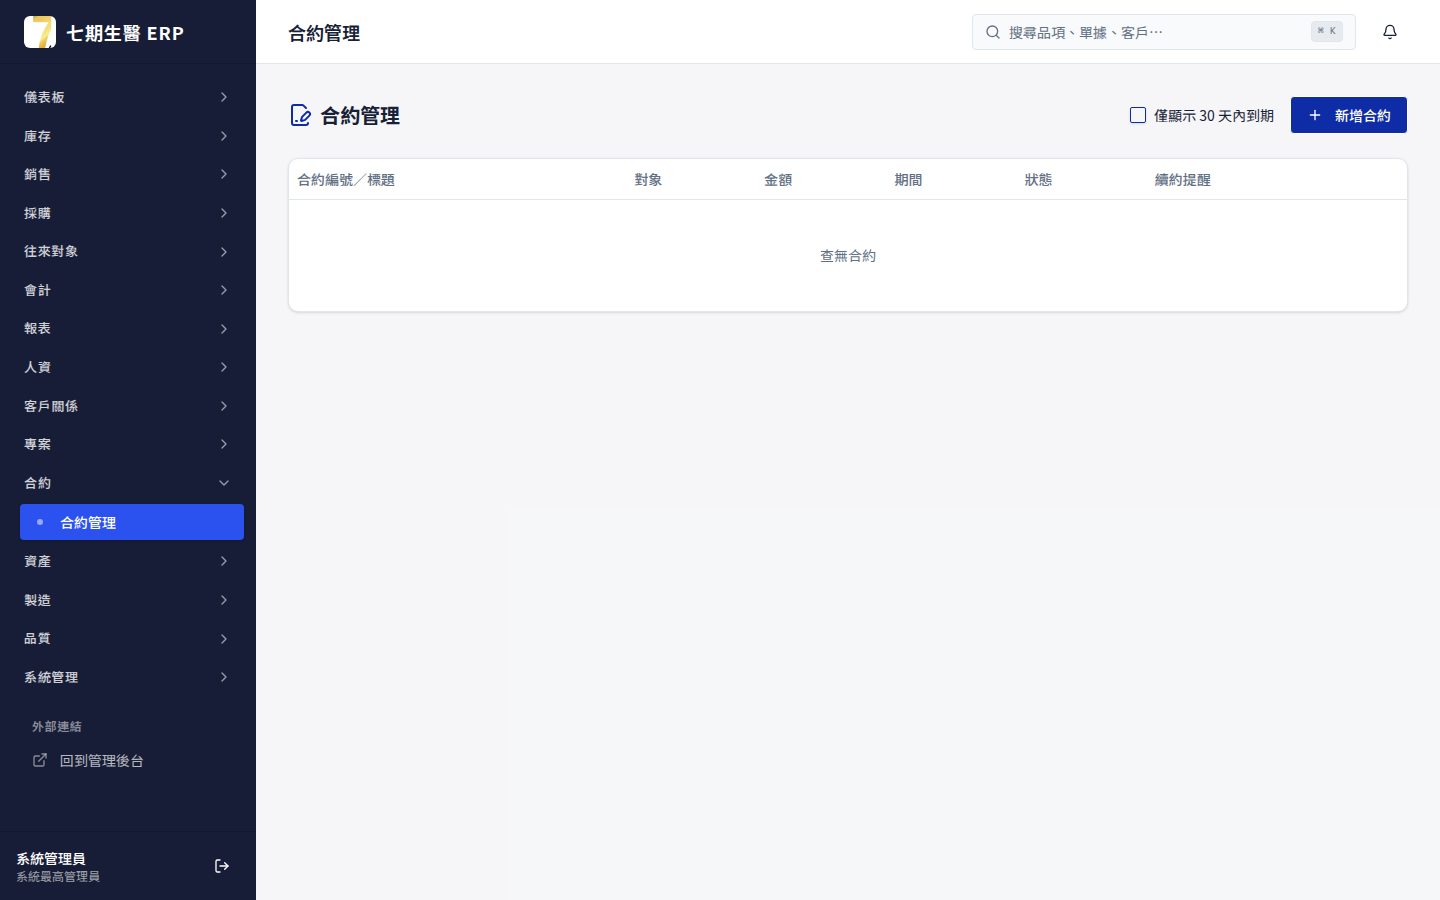 七期生醫 ERP
儀表板
庫存
銷售
採購
往來對象
會計
報表
人資
客戶關係
專案
合約
合約管理
資產
製造
品質
系統管理
外部連結
回到管理後台
系統管理員
系統最高管理員
合約管理
搜尋品項、單據、客戶⋯
⌘ K
合約管理
僅顯示 30 天內到期
新增合約
合約編號／標題
對象
金額
期間
狀態
續約提醒
查無合約